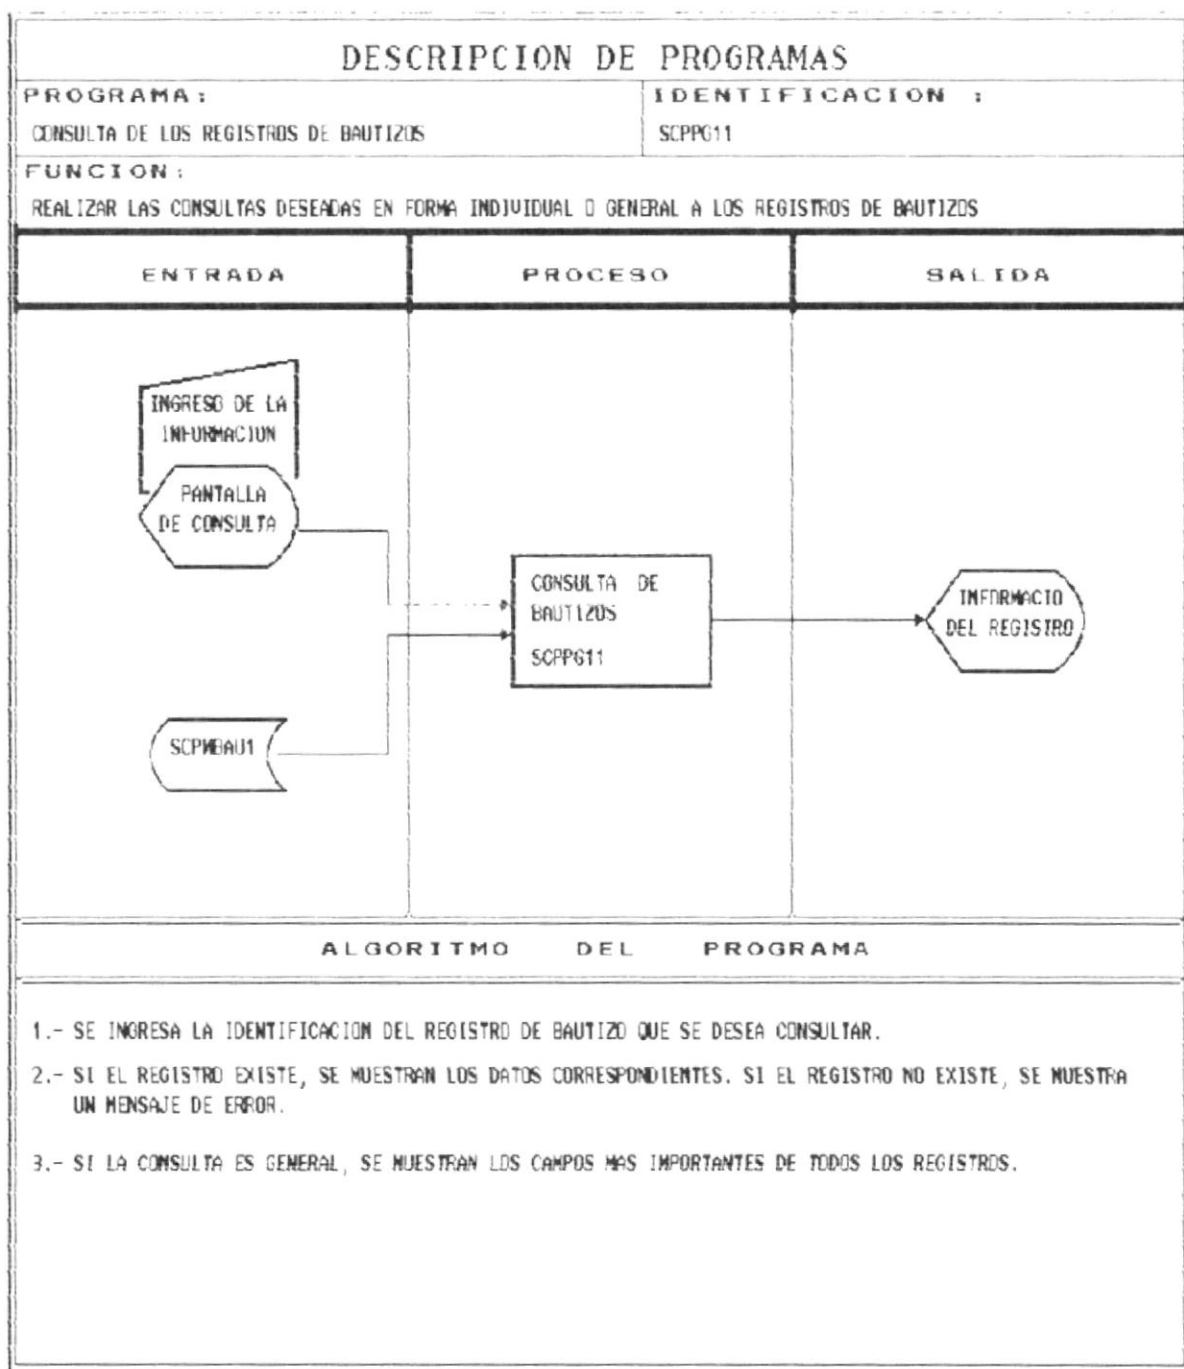 DESCRIPCION DE PROGRAMAS
PROGRAMA:
IDENTIFICACION :
CONSULTA DE LOS REGISTROS DE BAUTIZOS
SCPPG11
FUNCION:
REALIZAR LAS CONSULTAS DESEADAS EN FORMA INDIVIDUAL O GENERAL A LOS REGISTROS DE BAUTIZOS
ENTRADA
PROCESO
SALIDA
INGRESO DE LA
INFORMACION
PANTALLA
DE CONSULTA
CONSULTA DE
BAUTIZOS
SCPPG11
INFORMACIO
DEL REGISTRO
SCPMBAU1
ALGORITMO DEL PROGRAMA
1.- SE INGRESA LA IDENTIFICACION DEL REGISTRO DE BAUTIZO QUE SE DESEA CONSULTAR.
2.- SI EL REGISTRO EXISTE, SE MUESTRAN LOS DATOS CORRESPONDIENTES. SI EL REGISTRO NO EXISTE, SE MUESTRA
UN MENSAJE DE ERROR.
3.- SI LA CONSULTA ES GENERAL, SE MUESTRAN LOS CAMPOS MAS IMPORTANTES DE TODOS LOS REGISTROS.